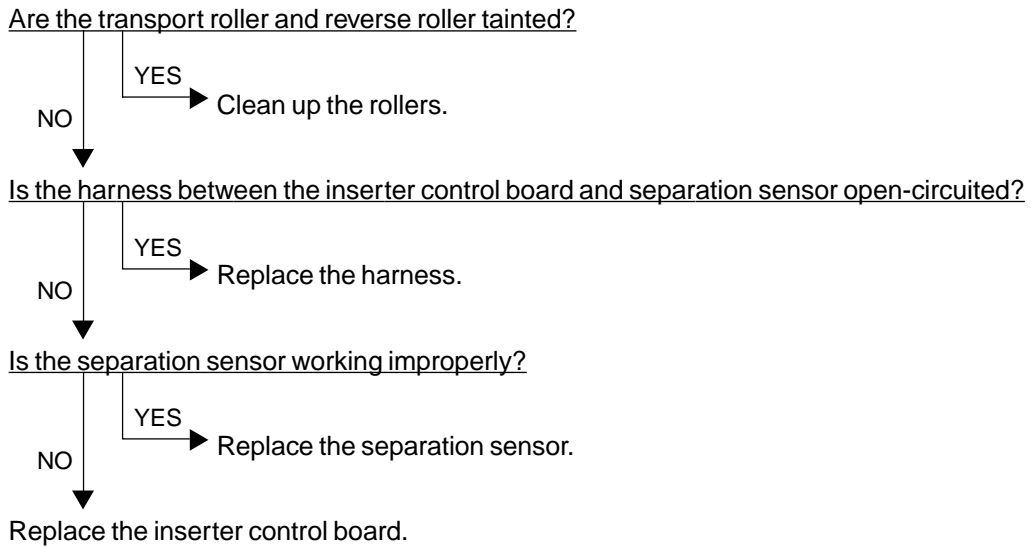 Are the transport roller and reverse roller tainted?
YES
Clean up the rollers.
NO
Is the harness between the inserter control board and separation sensor open-circuited?
YES
Replace the harness.
NO
Is the separation sensor working improperly?
YES
Replace the separation sensor.
NO
Replace the inserter control board.